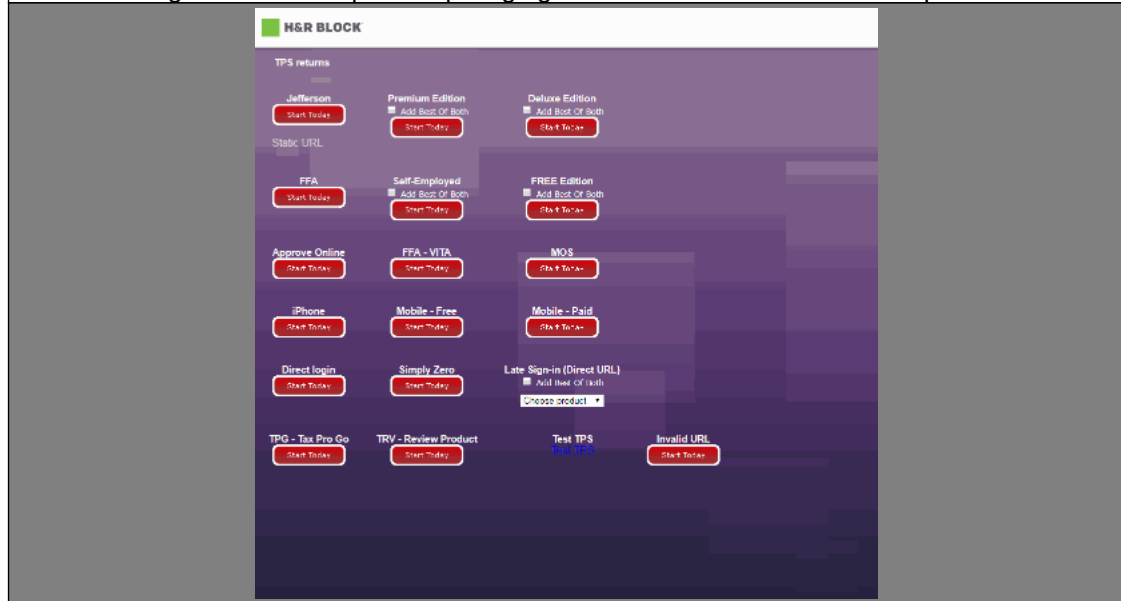 H&R BLOCK
TPS returns
Jefferson Premium Edition Deluxe Edition
Add Best Of Both Add Best Of Both
Start Today Start Today Start Today
Static URL
FFA Self-Employed FREE Edition
Add Best Of Both Add Best Of Both
Start Today Start Today Start Today
Approve Online FFA - VITA MOS
Start Today Start Today Start Today
iPhone Mobile - Free Mobile - Paid
Start Today Start Today Start Today
Direct login Simply Zero Late Sign-in (Direct URL)
Add Best Of Both
Start Today Start Today
Choose product
TPG - Tax Pro Go TRV - Review Product Test TPS Invalid URL
Start Today Start Today Test TPS Start Today